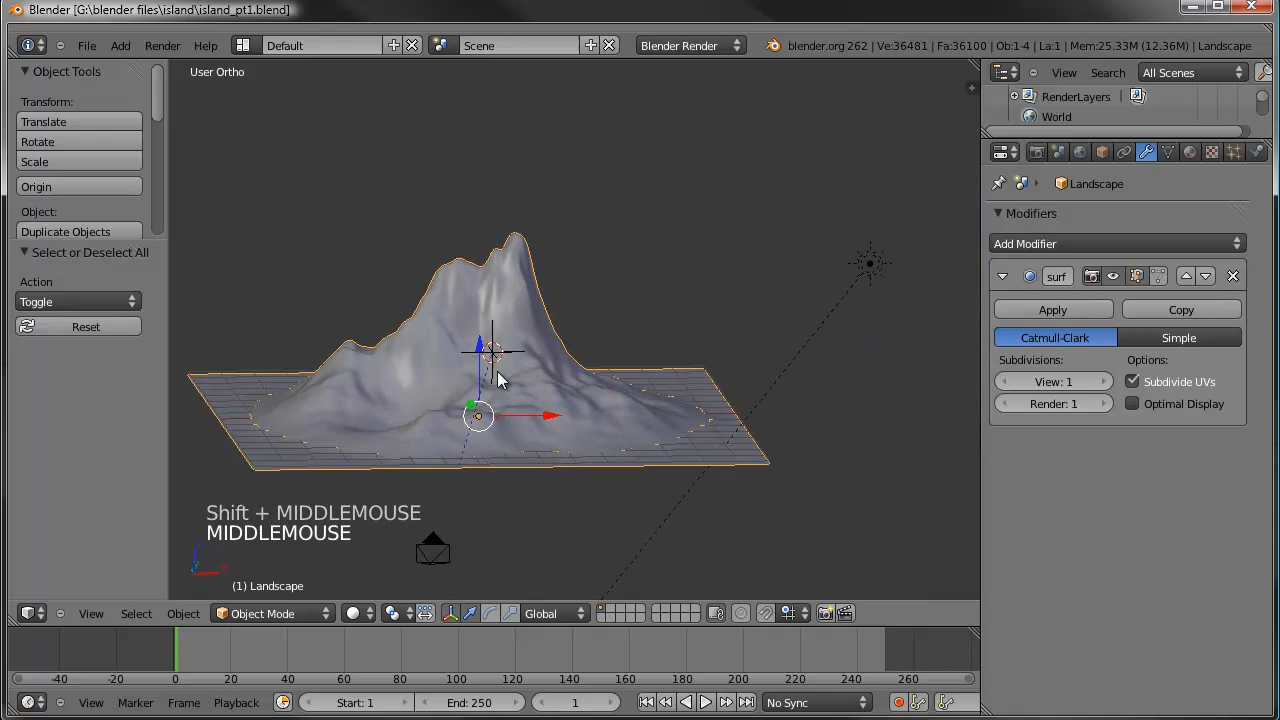 Blender [G:\blender files\island\island_pt1.blend]
File Add Render Help Default Scene Blender Render blender.org 262 | Ve:36481 | Fa:36100 | Ob:1-4 | La:1 | Mem:25.33M (12.36M) | Landscape
Object Tools
Transform:
Translate
Rotate
Scale
Origin
Object:
Duplicate Objects
Select or Deselect All
Action
Toggle
Reset
User Ortho
Shift + MIDDLEMOUSE
MIDDLEMOUSE
(1) Landscape
View Select Object Object Mode Global
View Search All Scenes
RenderLayers |
World
Landscape
Modifiers
Add Modifier
surf
Apply Copy
Catmull-Clark Simple
Subdivisions: Options:
View: 1 Subdivide UVs
Render: 1 Optimal Display
-40 -20 0 20 40 60 80 100 120 140 160 180 200 220 240 260
View Marker Frame Playback Start: 1 End: 250 1 No Sync